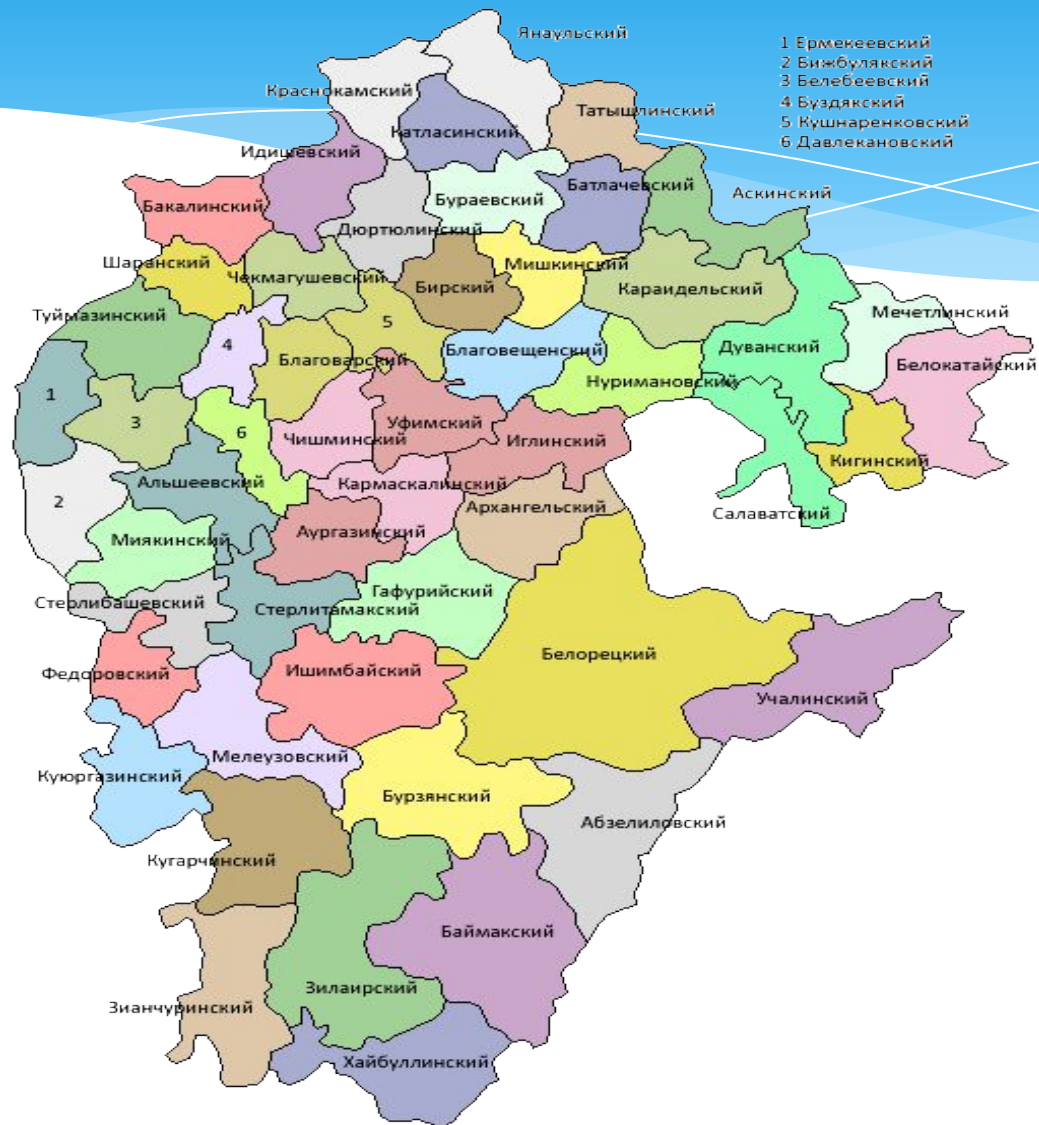 Янаульский
1 Ермекеевский
2 Бижбулякский
3 Белебеевский
4 Буздякский
5 Кушнаренковский
6 Давлекановский
Краснокамский
Татышлинский
Катласинский
Идишевский
Батлачевский
Аскинский
Бураевский
Бакалинский
Дюртюлинский
Шаранский
Мишкинский
Чекмагушевский
Бирский
Караидельский
Туймазинский
Мечетлинский
5
4
Благоварский
Благовещенский
Дуванский
Белокатайский
Нуримановский
1
3
6
Чишминский
Уфимский
Иглинский
Кигинский
2
Альшеевский
Кармаскалинский
Архангельский
Салаватский
Миякинский
Аургазинский
Гафурийский
Стерлибашевский
Стерлитамакский
Белорецкий
Федоровский
Ишимбайский
Учалинский
Мелеузовский
Куюргазинский
Бурзянский
Абзелиловский
Кугарчинский
Баймакский
Зилаирский
Зианчуринский
Хайбуллинский